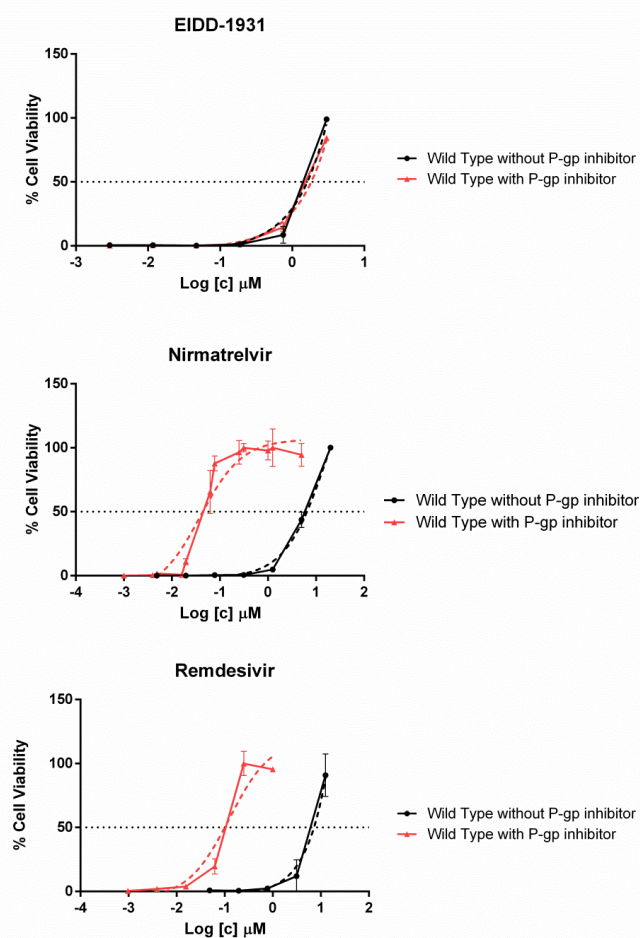 EIDD-1931
150
100
50
0
% Cell Viability
-3 -2 -1 0 1
Log [c] μM
Wild Type without P-gp inhibitor
Wild Type with P-gp inhibitor
Nirmatrelvir
150
100
50
0
% Cell Viability
-4 -3 -2 -1 0 1 2
Log [c] μM
Wild Type without P-gp inhibitor
Wild Type with P-gp inhibitor
Remdesivir
150
100
50
0
% Cell Viability
-4 -3 -2 -1 0 1 2
Log [c] μM
Wild Type without P-gp inhibitor
Wild Type with P-gp inhibitor